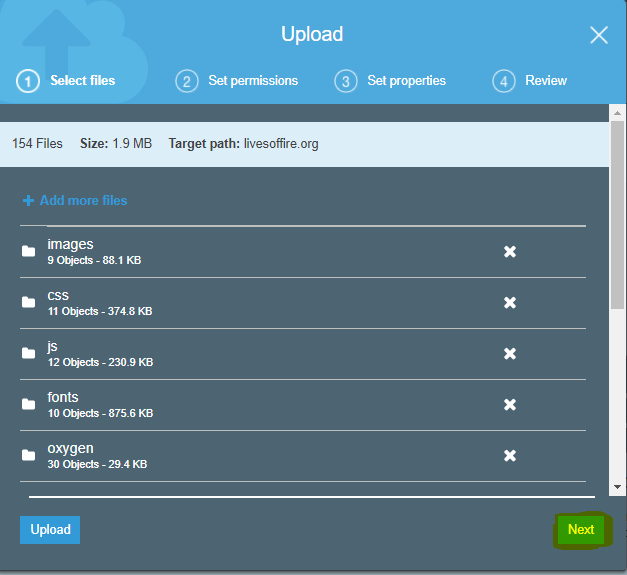 Upload
1 Select files 2 Set permissions 3 Set properties 4 Review
154 Files Size: 1.9 MB Target path: livesoffire.org
Add more files
images
9 Objects - 88.1 KB
css
11 Objects - 374.8 KB
js
12 Objects - 230.9 KB
fonts
10 Objects - 875.6 KB
oxygen
30 Objects - 29.4 KB
Upload Next